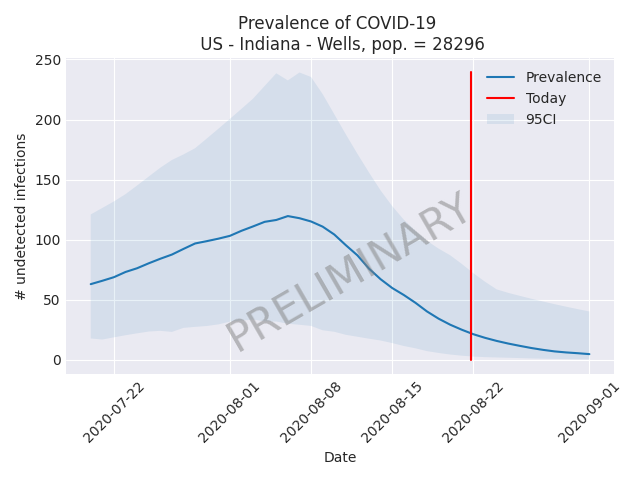 Prevalence of COVID-19
US - Indiana - Wells, pop. = 28296
250
200
150
100
50
0
# undetected infections
Prevalence
Today
95CI
PRELIMINARY
2020-07-22
2020-08-01
2020-08-08
2020-08-15
2020-08-22
2020-09-01
Date